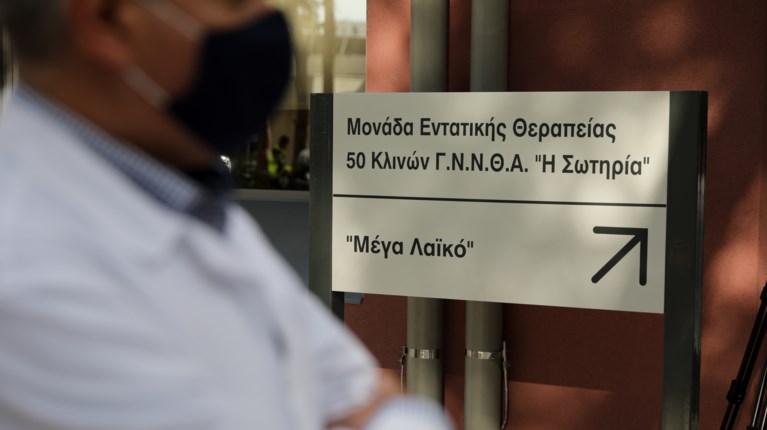 Μονάδα Εντατικής Θεραπείας
50 Κλινών Γ.Ν.Ν.Θ.Α. "Η Σωτηρία"
"Μέγα Λαϊκό"